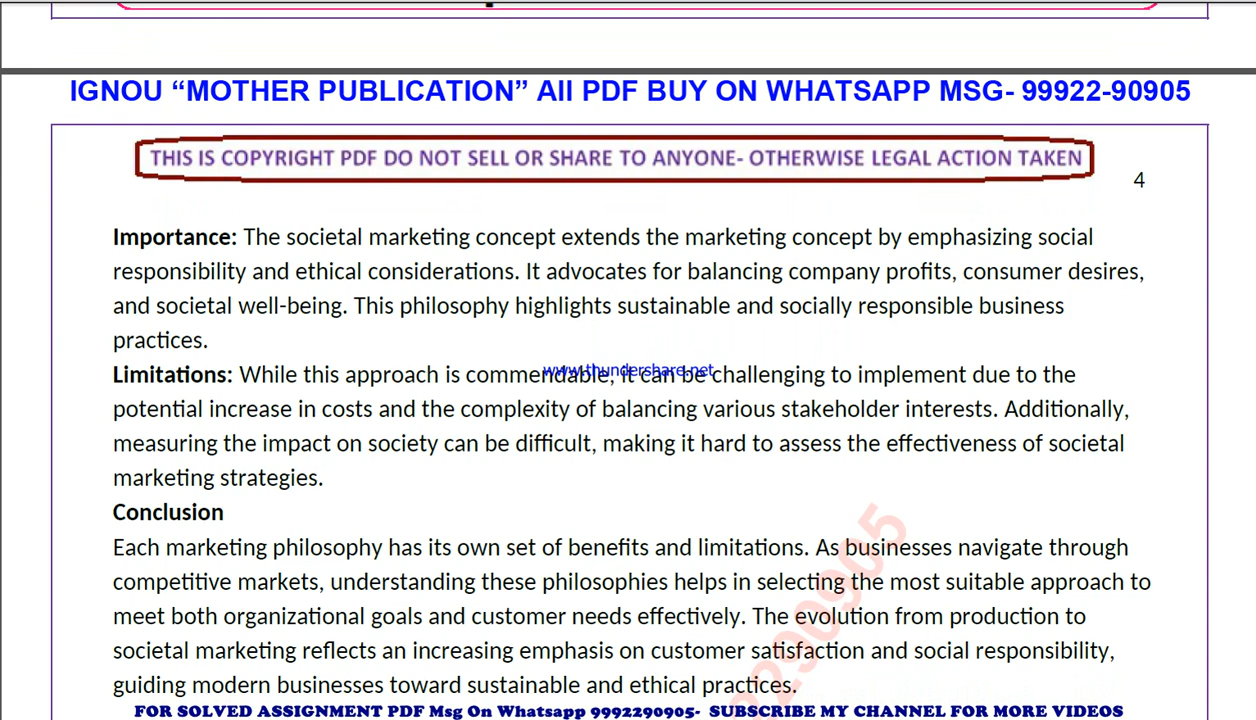 IGNOU “MOTHER PUBLICATION” All PDF BUY ON WHATSAPP MSG- 99922-90905
THIS IS COPYRIGHT PDF DO NOT SELL OR SHARE TO ANYONE- OTHERWISE LEGAL ACTION TAKEN
4
Importance: The societal marketing concept extends the marketing concept by emphasizing social
responsibility and ethical considerations. It advocates for balancing company profits, consumer desires,
and societal well-being. This philosophy highlights sustainable and socially responsible business
practices.
www.thundershare.net
Limitations: While this approach is commendable, it can be challenging to implement due to the
potential increase in costs and the complexity of balancing various stakeholder interests. Additionally,
measuring the impact on society can be difficult, making it hard to assess the effectiveness of societal
marketing strategies.
Conclusion
Each marketing philosophy has its own set of benefits and limitations. As businesses navigate through
competitive markets, understanding these philosophies helps in selecting the most suitable approach to
meet both organizational goals and customer needs effectively. The evolution from production to
societal marketing reflects an increasing emphasis on customer satisfaction and social responsibility,
guiding modern businesses toward sustainable and ethical practices.
FOR SOLVED ASSIGNMENT PDF Msg On Whatsapp 9992290905- SUBSCRIBE MY CHANNEL FOR MORE VIDEOS